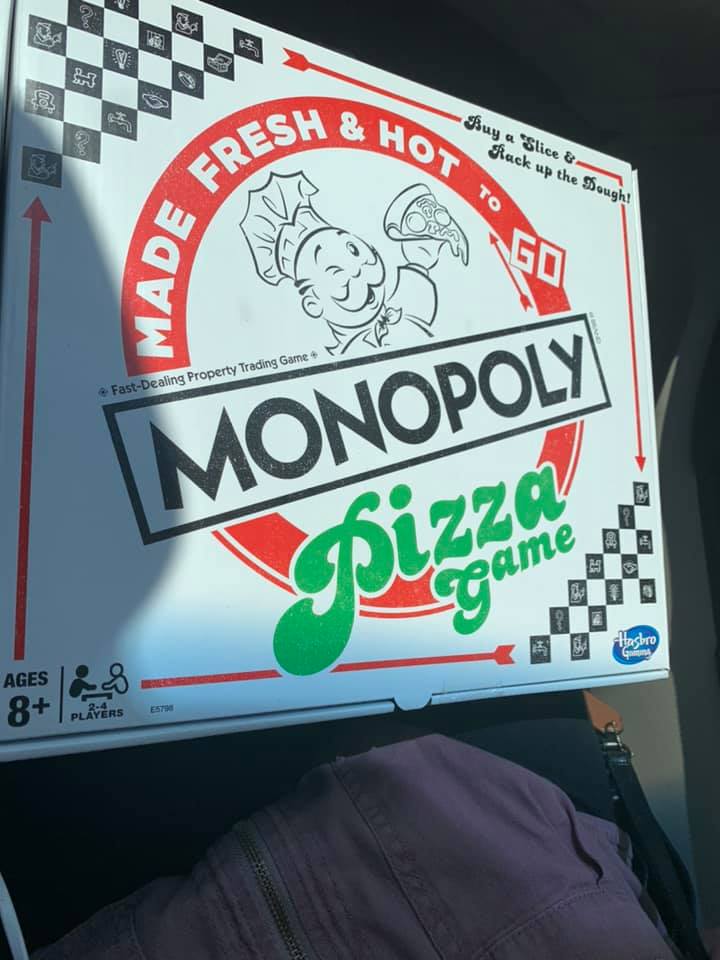 Buy a Slice &
Rack up the Dough!
MADE FRESH & HOT TO GO
Fast-Dealing Property Trading Game
MONOPOLY
Pizza
Game
AGES
8+
2-4
PLAYERS
E5798
Hasbro
Gaming